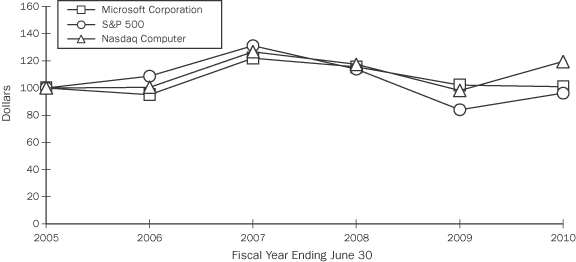 160
140
120
100
80
60
40
20
0
Dollars
Microsoft Corporation
S&P 500
Nasdaq Computer
2005 2006 2007 2008 2009 2010
Fiscal Year Ending June 30